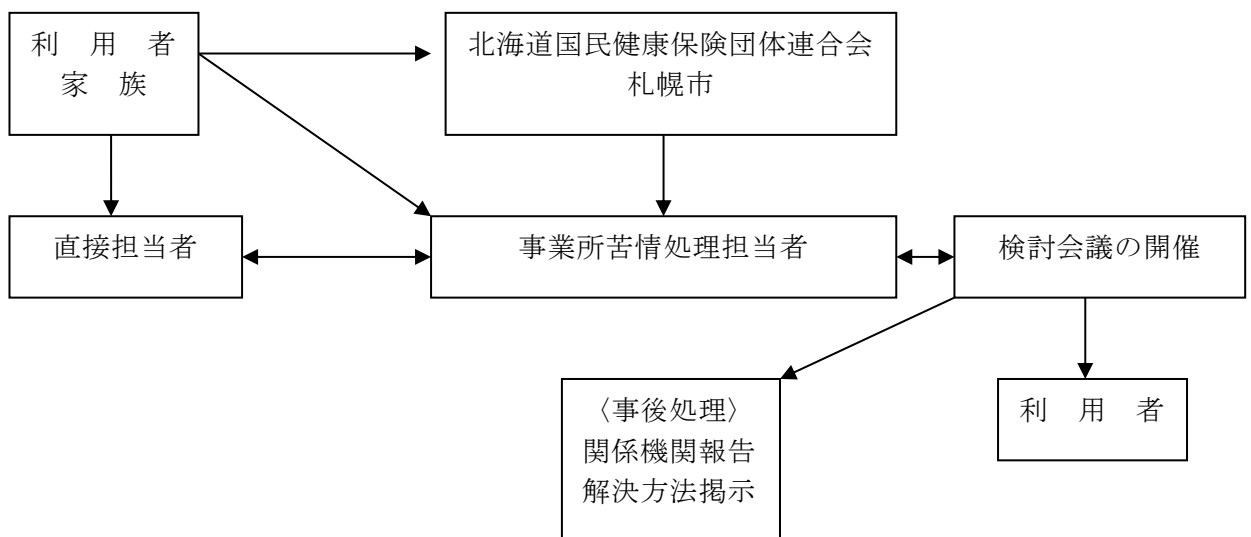 利　用　者
家　族
北海道国民健康保険団体連合会
札幌市
直接担当者
事業所苦情処理担当者
検討会議の開催
〈事後処理〉
関係機関報告
解決方法掲示
利　用　者